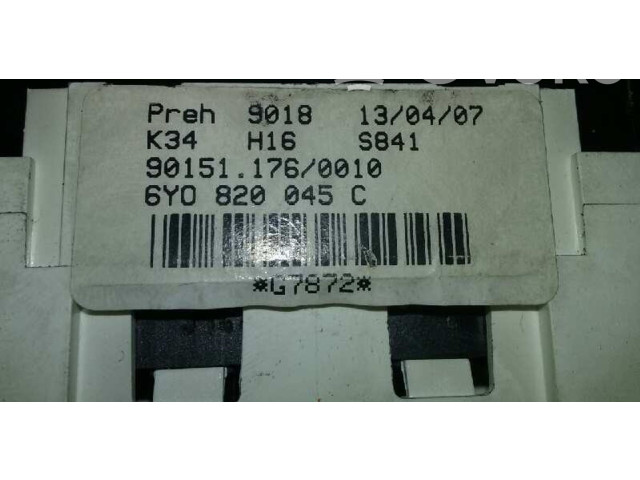 Preh 9018 13/04/07
K34 H16 S841
90151.176/0010
6Y0 820 045 C
*G7872*